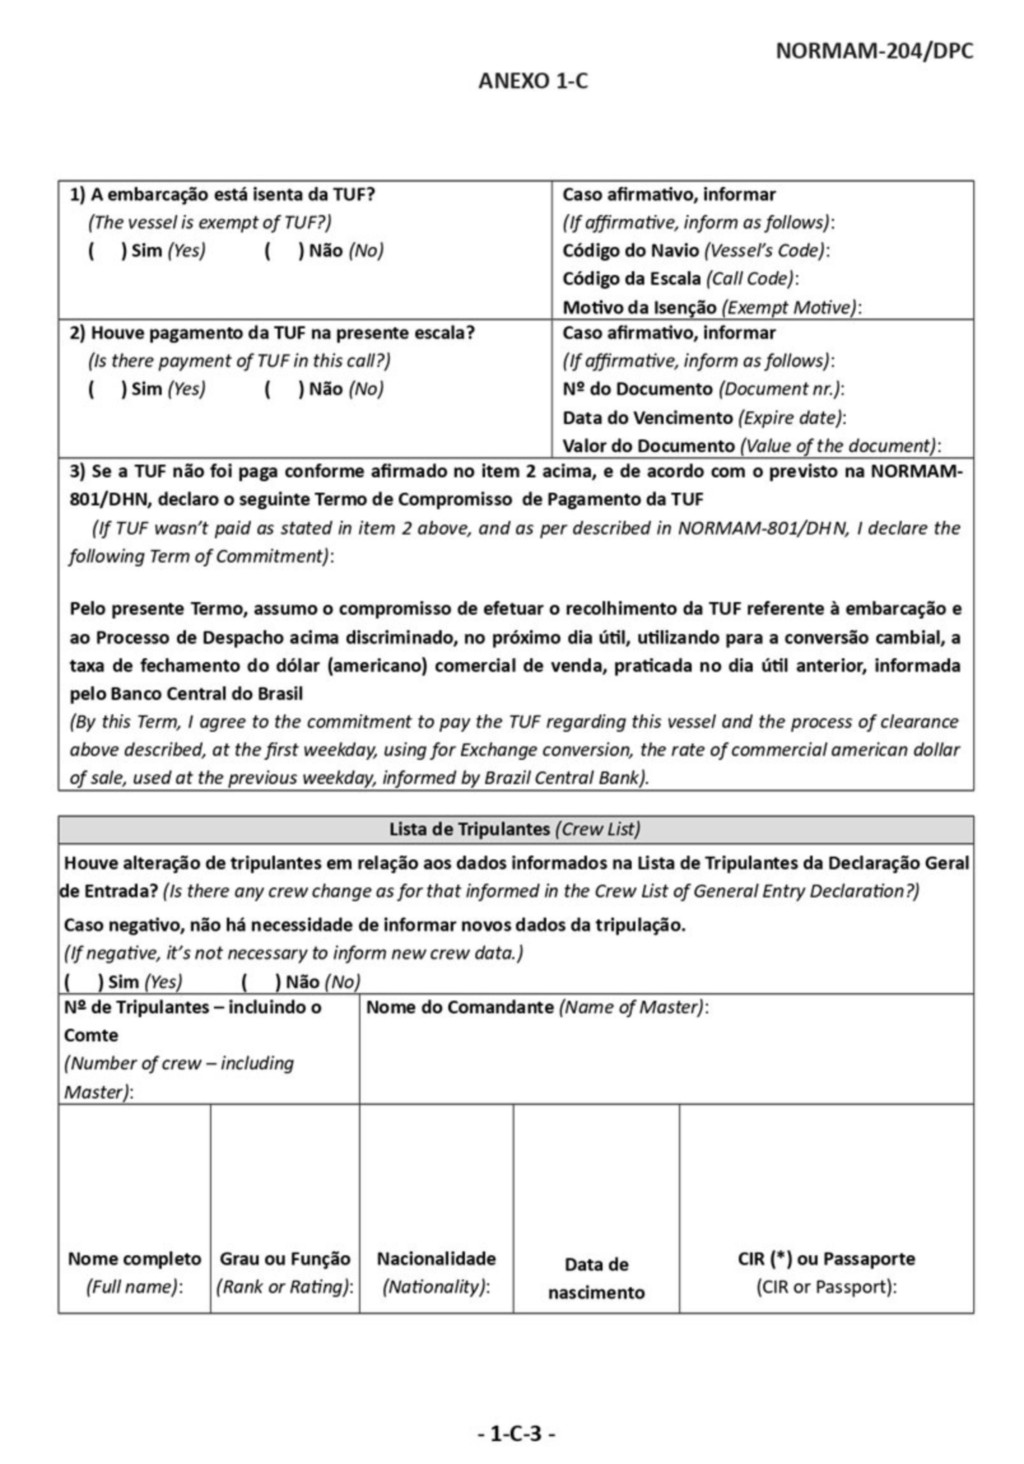 NORMAM-204/DPC
ANEXO 1-C
1) A embarcação está isenta da TUF?
(The vessel is exempt of TUF?)
( ) Sim (Yes) ( ) Não (No)
Caso afirmativo, informar
(If affirmative, inform as follows):
Código do Navio (Vessel's Code):
Código da Escala (Call Code):
Motivo da Isenção (Exempt Motive):
2) Houve pagamento da TUF na presente escala?
(Is there payment of TUF in this call?)
( ) Sim (Yes) ( ) Não (No)
Caso afirmativo, informar
(If affirmative, inform as follows):
Nº do Documento (Document nr.):
Data do Vencimento (Expire date):
Valor do Documento (Value of the document):
3) Se a TUF não foi paga conforme afirmado no item 2 acima, e de acordo com o previsto na NORMAM-
801/DHN, declaro o seguinte Termo de Compromisso de Pagamento da TUF
(If TUF wasn't paid as stated in item 2 above, and as per described in NORMAM-801/DHN, I declare the
following Term of Commitment):
Pelo presente Termo, assumo o compromisso de efetuar o recolhimento da TUF referente à embarcação e
ao Processo de Despacho acima discriminado, no próximo dia útil, utilizando para a conversão cambial, a
taxa de fechamento do dólar (americano) comercial de venda, praticada no dia útil anterior, informada
pelo Banco Central do Brasil
(By this Term, I agree to the commitment to pay the TUF regarding this vessel and the process of clearance
above described, at the first weekday, using for Exchange conversion, the rate of commercial american dollar
of sale, used at the previous weekday, informed by Brazil Central Bank).
Lista de Tripulantes (Crew List)
Houve alteração de tripulantes em relação aos dados informados na Lista de Tripulantes da Declaração Geral
de Entrada? (Is there any crew change as for that informed in the Crew List of General Entry Declaration?)
Caso negativo, não há necessidade de informar novos dados da tripulação.
(If negative, it's not necessary to inform new crew data.)
( ) Sim (Yes) ( ) Não (No)
Nº de Tripulantes – incluindo o
Comte
(Number of crew – including
Master):
Nome do Comandante (Name of Master):
Nome completo
(Full name):
Grau ou Função
(Rank or Rating):
Nacionalidade
(Nationality):
Data de
nascimento
CIR (*) ou Passaporte
(CIR or Passport):
- 1-C-3 -